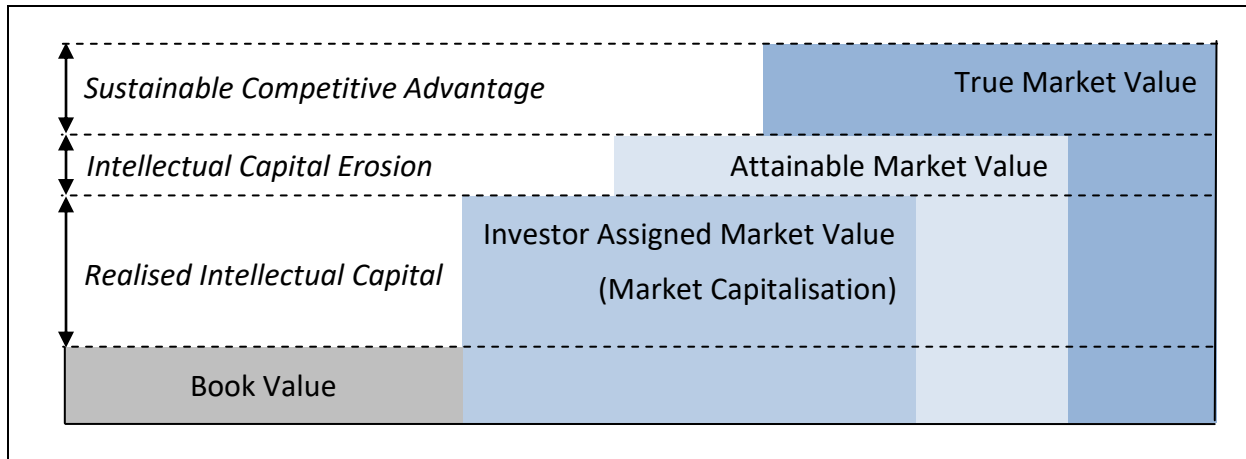 Sustainable Competitive Advantage
True Market Value
Intellectual Capital Erosion
Attainable Market Value
Realised Intellectual Capital
Investor Assigned Market Value
(Market Capitalisation)
Book Value